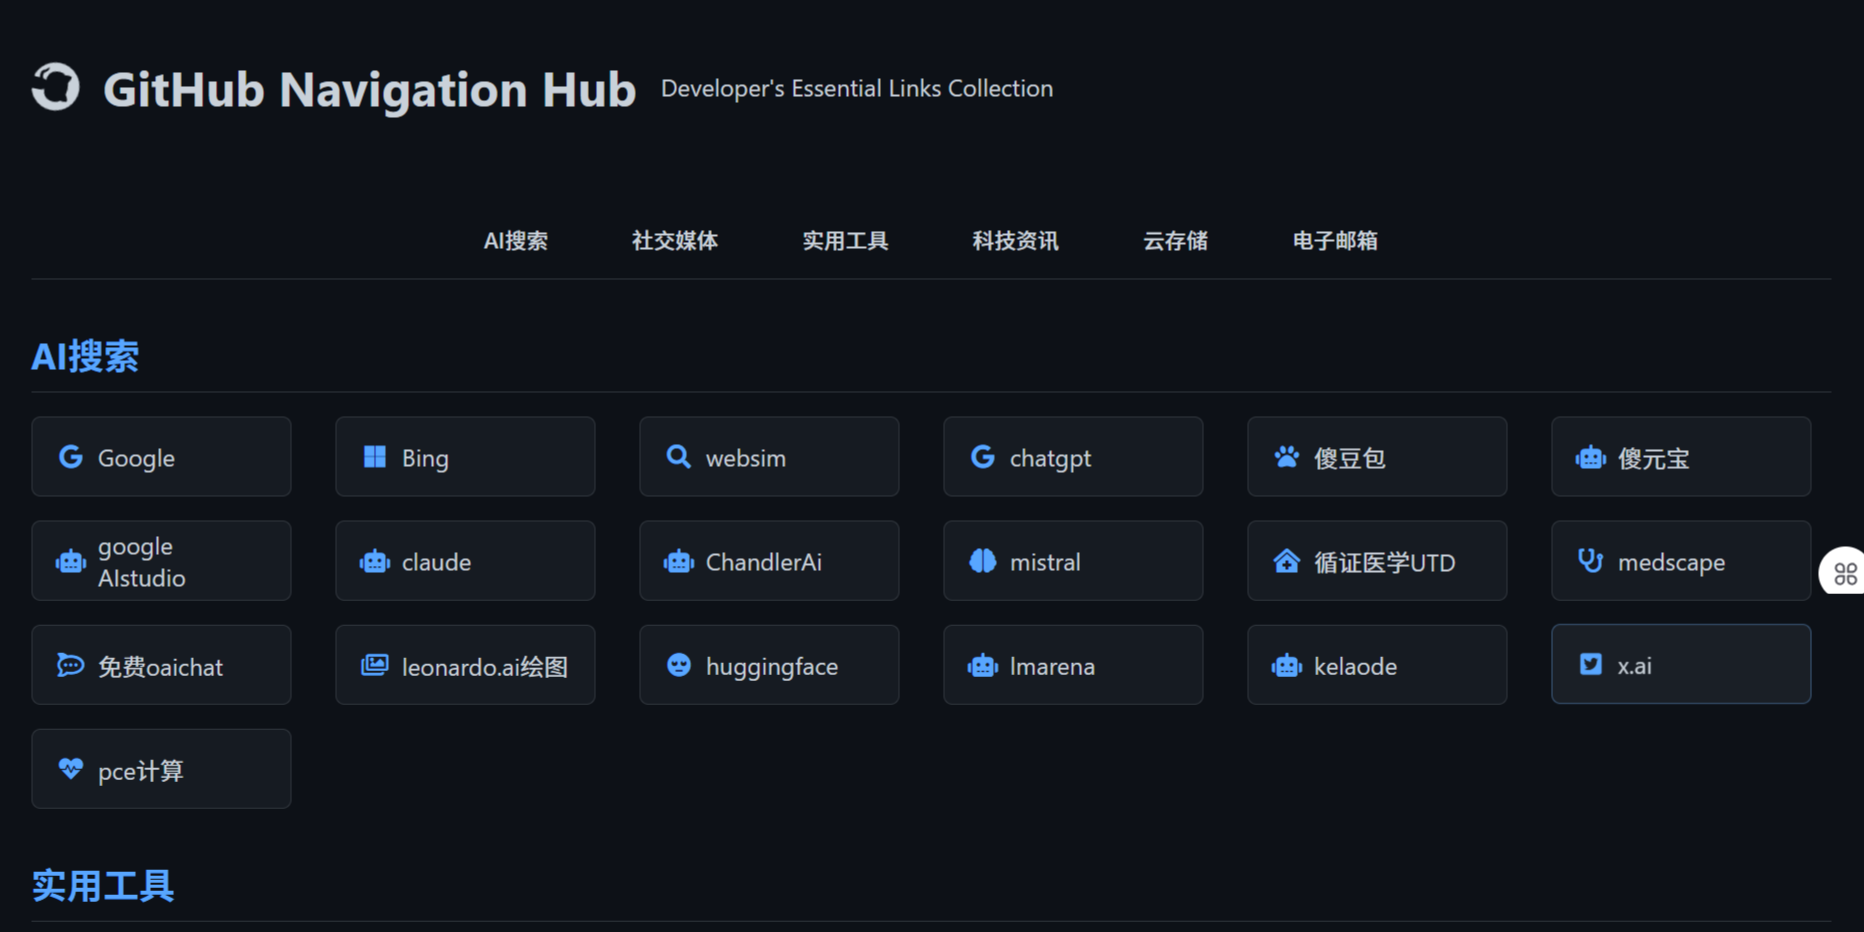 GitHub Navigation Hub
Developer's Essential Links Collection
AI搜索
社交媒体
实用工具
科技资讯
云存储
电子邮箱
AI搜索
Google
Bing
websim
chatgpt
傻豆包
傻元宝
google
AIstudio
claude
ChandlerAi
mistral
循证医学UTD
medscape
免费oaichat
leonardo.ai绘图
huggingface
lmarena
kelaode
x.ai
pce计算
实用工具